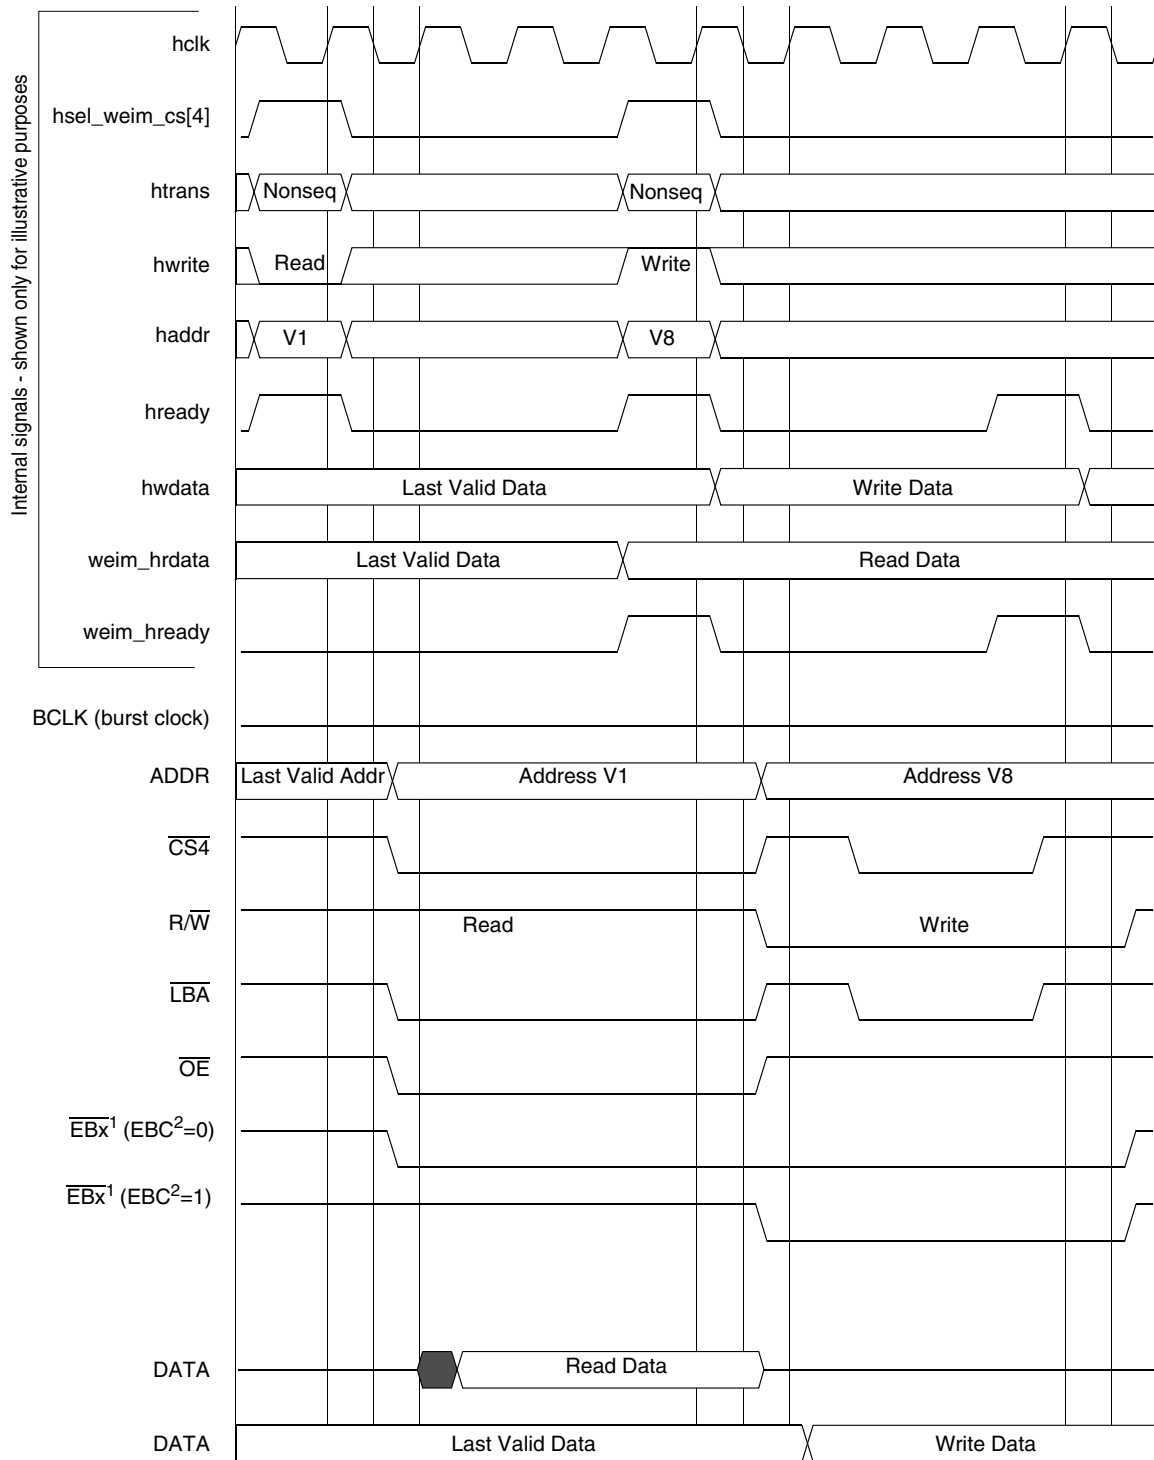 Internal signals - shown only for illustrative purposes
hclk
hsel_weim_cs[4]
htrans Nonseq Nonseq
hwrite Read Write
haddr V1 V8
hready
hwdata Last Valid Data Write Data
weim_hrdata Last Valid Data Read Data
weim_hready
BCLK (burst clock)
ADDR Last Valid Addr Address V1 Address V8
CS4
R/W Read Write
LBA
OE
EBx¹ (EBC²=0)
EBx¹ (EBC²=1)
DATA Read Data
DATA Last Valid Data Write Data